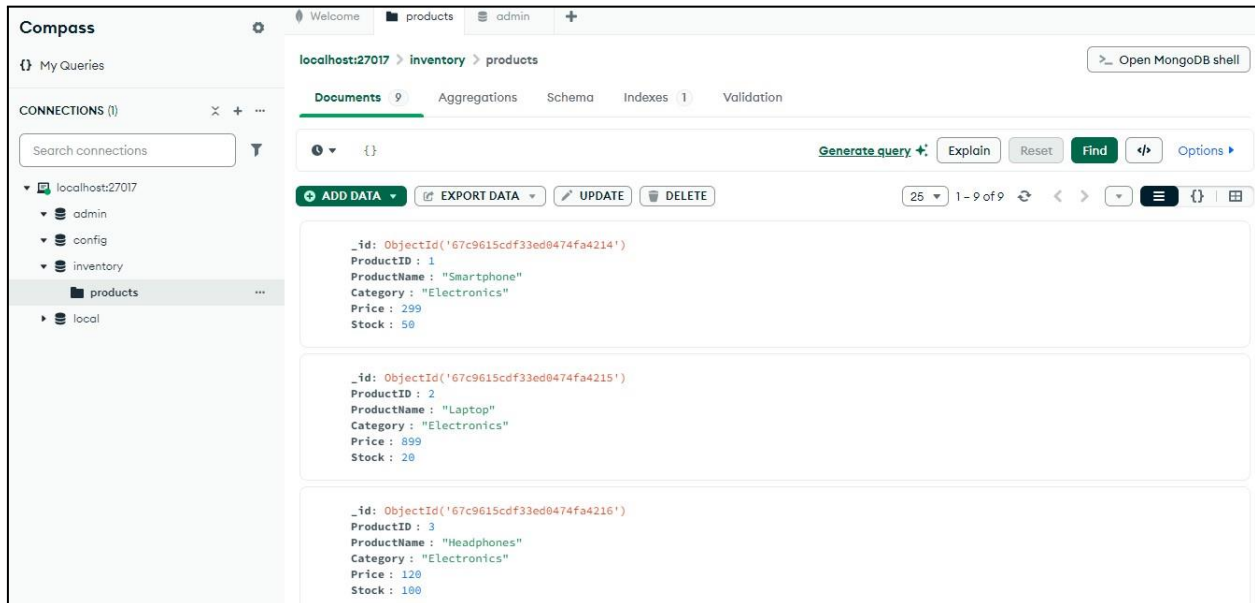 Compass
{} My Queries
CONNECTIONS (1)
Search connections
localhost:27017
admin
config
inventory
products
local
Welcome
products
admin
localhost:27017 > inventory > products
>_ Open MongoDB shell
Documents 9 Aggregations Schema Indexes 1 Validation
{}
Generate query Explain Reset Find </> Options
ADD DATA EXPORT DATA UPDATE DELETE 25 1 – 9 of 9 {}
_id: ObjectId('67c9615cdf33ed0474fa4214')
ProductID : 1
ProductName : "Smartphone"
Category : "Electronics"
Price : 299
Stock : 50
_id: ObjectId('67c9615cdf33ed0474fa4215')
ProductID : 2
ProductName : "Laptop"
Category : "Electronics"
Price : 899
Stock : 20
_id: ObjectId('67c9615cdf33ed0474fa4216')
ProductID : 3
ProductName : "Headphones"
Category : "Electronics"
Price : 120
Stock : 100